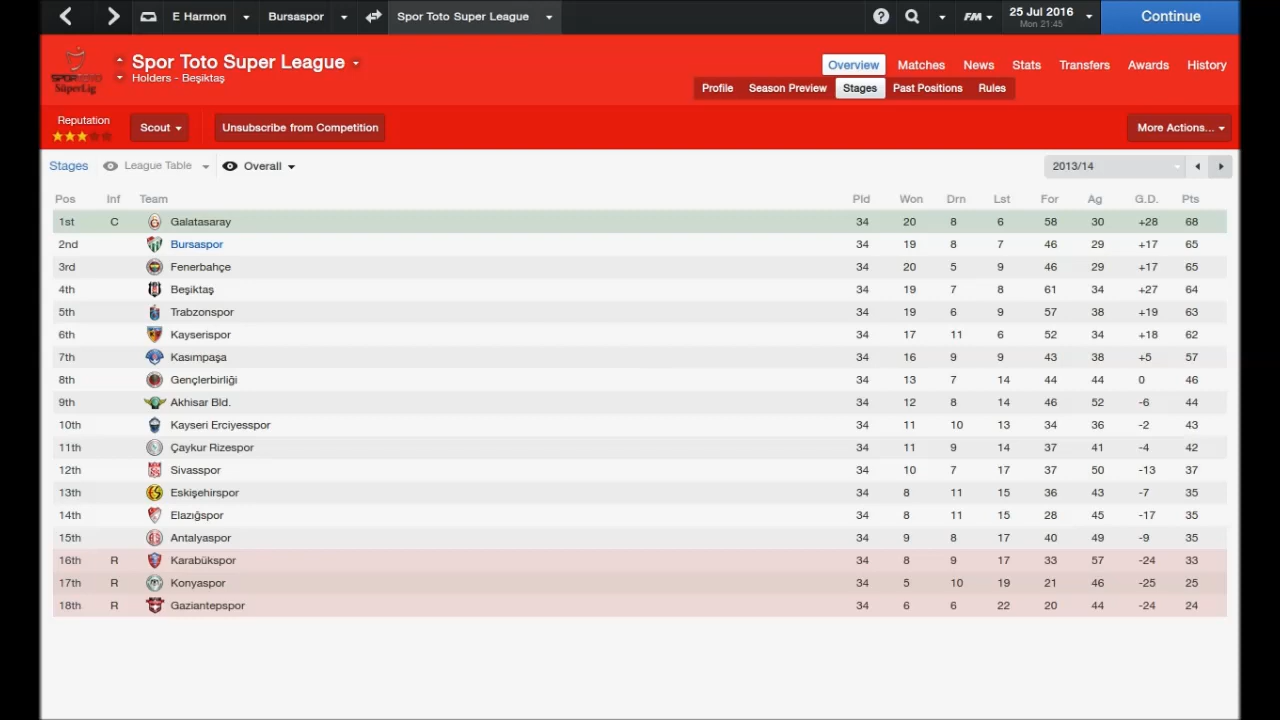 E Harmon Bursaspor Spor Toto Super League ? FM 25 Jul 2016 Continue
Mon 21:45
SPOR TOTO SüperLig
Spor Toto Super League
Holders - Beşiktaş
Overview Matches News Stats Transfers Awards History
Profile Season Preview Stages Past Positions Rules
Reputation
Scout Unsubscribe from Competition More Actions...
Stages League Table Overall 2013/14
Pos Inf Team Pld Won Drn Lst For Ag G.D. Pts
1st C Galatasaray 34 20 8 6 58 30 +28 68
2nd Bursaspor 34 19 8 7 46 29 +17 65
3rd Fenerbahçe 34 20 5 9 46 29 +17 65
4th Beşiktaş 34 19 7 8 61 34 +27 64
5th Trabzonspor 34 19 6 9 57 38 +19 63
6th Kayserispor 34 17 11 6 52 34 +18 62
7th Kasımpaşa 34 16 9 9 43 38 +5 57
8th Gençlerbirliği 34 13 7 14 44 44 0 46
9th Akhisar Bld. 34 12 8 14 46 52 -6 44
10th Kayseri Erciyesspor 34 11 10 13 34 36 -2 43
11th Çaykur Rizespor 34 11 9 14 37 41 -4 42
12th Sivasspor 34 10 7 17 37 50 -13 37
13th Eskişehirspor 34 8 11 15 36 43 -7 35
14th Elazığspor 34 8 11 15 28 45 -17 35
15th Antalyaspor 34 9 8 17 40 49 -9 35
16th R Karabükspor 34 8 9 17 33 57 -24 33
17th R Konyaspor 34 5 10 19 21 46 -25 25
18th R Gaziantepspor 34 6 6 22 20 44 -24 24